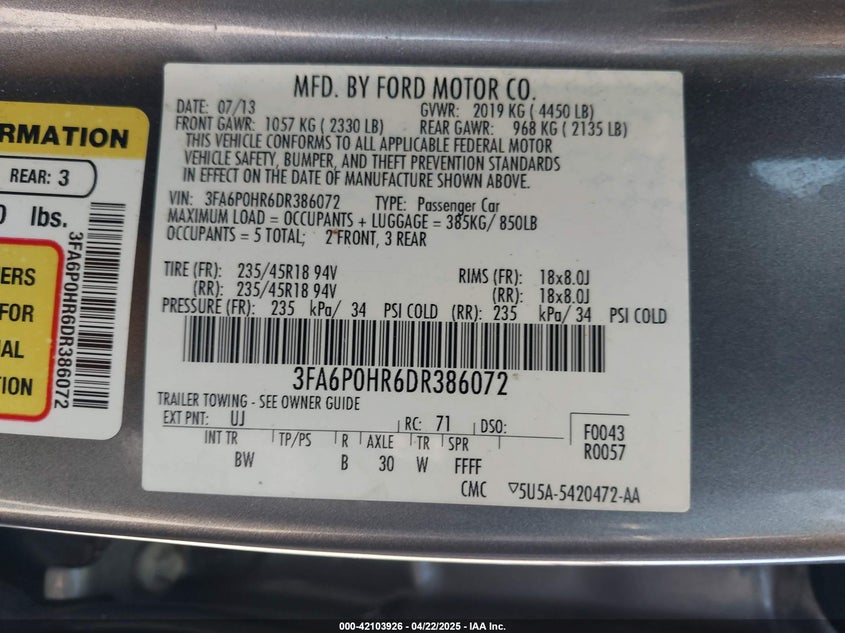 MFD. BY FORD MOTOR CO.
DATE: 07/13 GVWR: 2019 KG ( 4450 LB)
FRONT GAWR: 1057 KG ( 2330 LB) REAR GAWR: 968 KG ( 2135 LB)
THIS VEHICLE CONFORMS TO ALL APPLICABLE FEDERAL MOTOR
VEHICLE SAFETY, BUMPER, AND THEFT PREVENTION STANDARDS
IN EFFECT ON THE DATE OF MANUFACTURE SHOWN ABOVE.
VIN: 3FA6P0HR6DR386072 TYPE: Passenger Car
MAXIMUM LOAD = OCCUPANTS + LUGGAGE = 385KG/ 850LB
OCCUPANTS = 5 TOTAL; 2 FRONT, 3 REAR
TIRE (FR): 235/45R18 94V RIMS (FR): 18x8.0J
(RR): 235/45R18 94V (RR): 18x8.0J
PRESSURE (FR): 235 kPa/ 34 PSI COLD (RR): 235 kPa/ 34 PSI COLD
3FA6P0HR6DR386072
TRAILER TOWING - SEE OWNER GUIDE
EXT PNT: UJ RC: 71 DSO: F0043
R0057
INT TR TP/PS R AXLE TR SPR
BW B 30 W FFFF
CMC 5U5A-5420472-AA
ORMATION
REAR: 3
0 lbs.
3FA6P0HR6DR386072
ERS
FOR
AL
TION
000-42103926 - 04/22/2025 - IAA Inc.